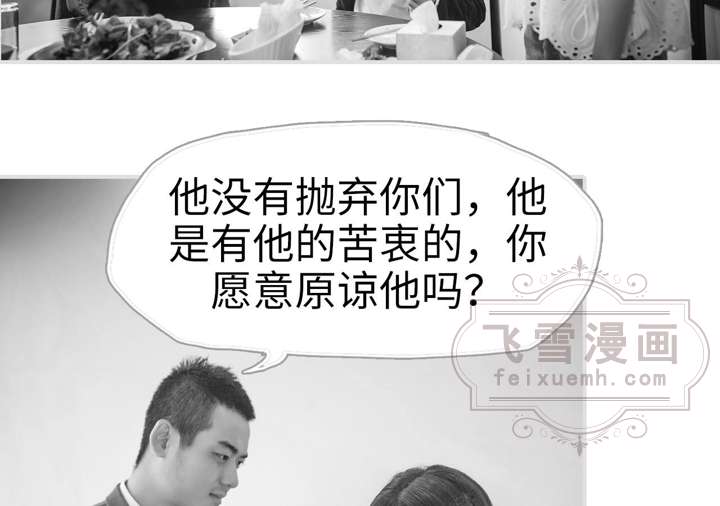 他没有抛弃你们，他
是有他的苦衷的，你
愿意原谅他吗？
飞雪漫画
feixuemh.com